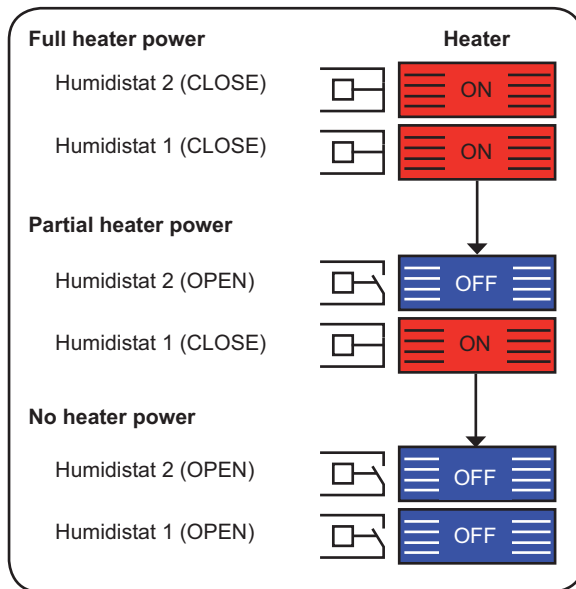 Full heater power
Heater
Humidistat 2 (CLOSE)
ON
Humidistat 1 (CLOSE)
ON
Partial heater power
Humidistat 2 (OPEN)
OFF
Humidistat 1 (CLOSE)
ON
No heater power
Humidistat 2 (OPEN)
OFF
Humidistat 1 (OPEN)
OFF